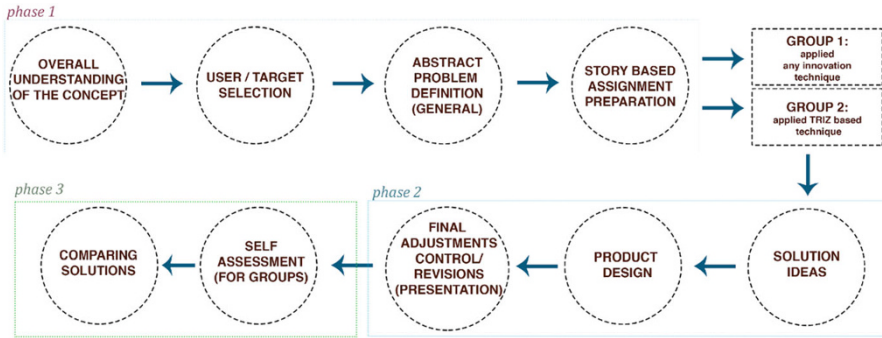 phase 1
OVERALL
UNDERSTANDING
OF THE CONCEPT
USER / TARGET
SELECTION
ABSTRACT
PROBLEM
DEFINITION
(GENERAL)
STORY BASED
ASSIGNMENT
PREPARATION
GROUP 1:
applied
any innovation
technique
GROUP 2:
applied TRIZ based
technique
phase 3
COMPARING
SOLUTIONS
SELF
ASSESSMENT
(FOR GROUPS)
phase 2
FINAL
ADJUSTMENTS
CONTROL/
REVISIONS
(PRESENTATION)
PRODUCT
DESIGN
SOLUTION
IDEAS